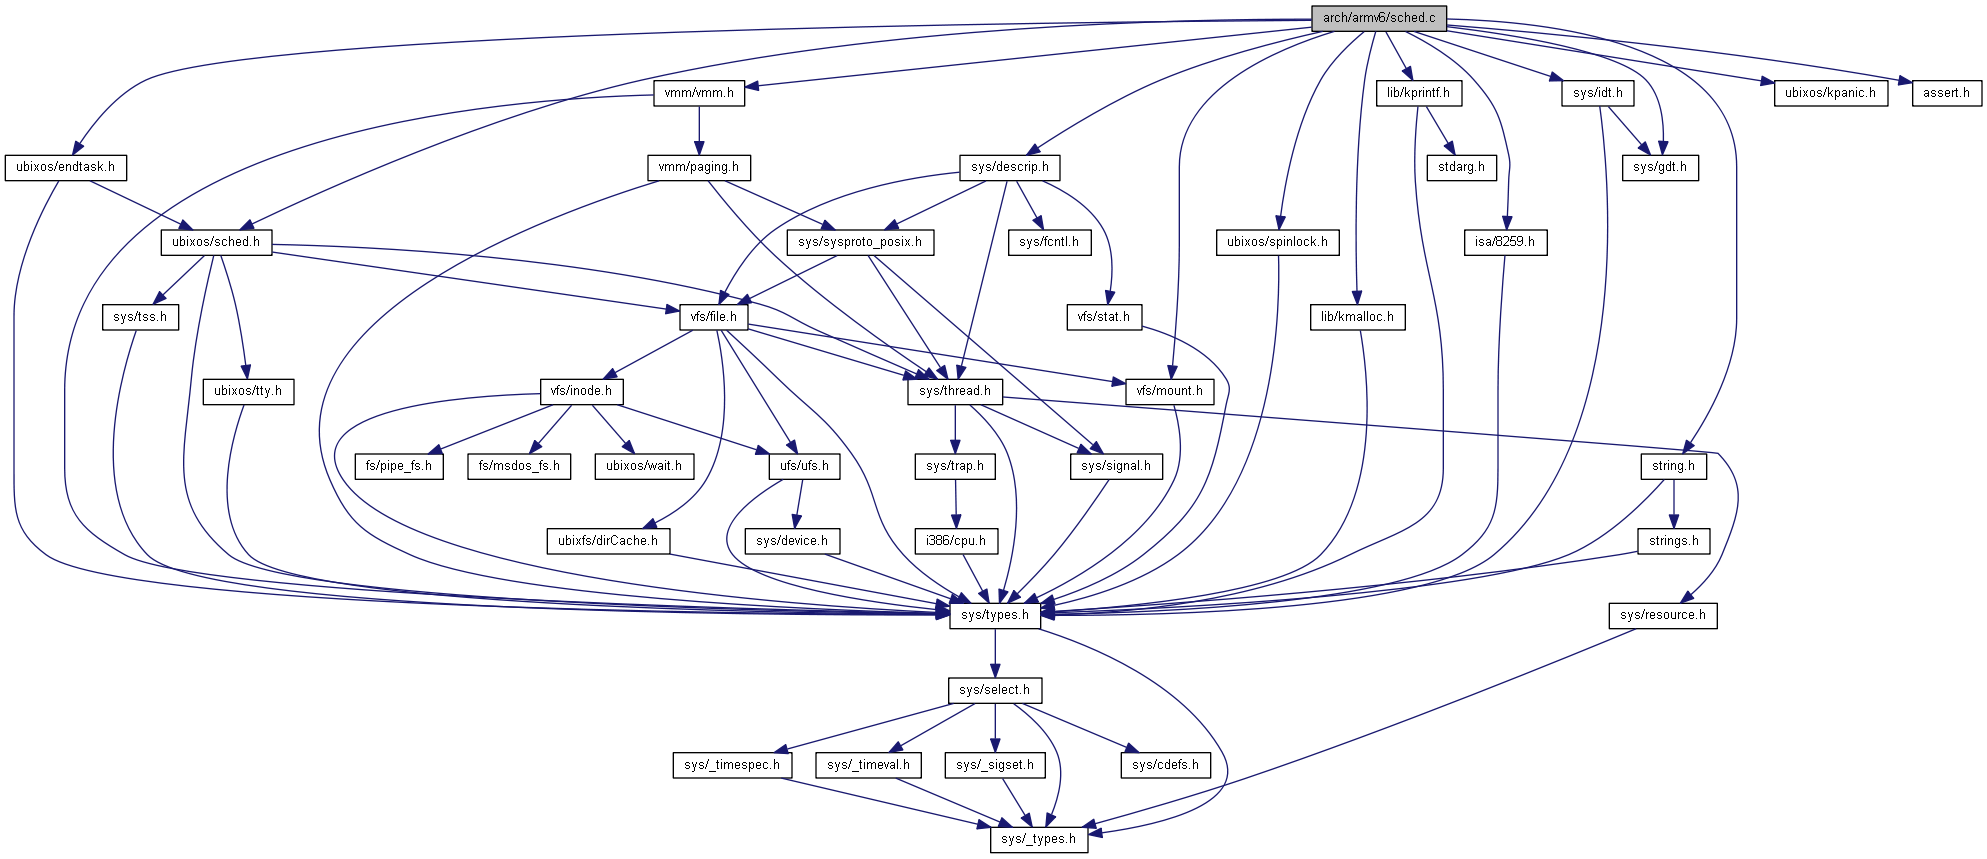 arch/armv6/sched.c
vmm/vmm.h
lib/kprintf.h
sys/idt.h
ubixos/kpanic.h
assert.h
ubixos/endtask.h
vmm/paging.h
sys/descrip.h
stdarg.h
sys/gdt.h
ubixos/sched.h
sys/sysproto_posix.h
sys/fcntl.h
ubixos/spinlock.h
isa/8259.h
sys/tss.h
vfs/file.h
vfs/stat.h
lib/kmalloc.h
ubixos/tty.h
vfs/inode.h
sys/thread.h
vfs/mount.h
fs/pipe_fs.h
fs/msdos_fs.h
ubixos/wait.h
ufs/ufs.h
sys/trap.h
sys/signal.h
string.h
ubixfs/dirCache.h
sys/device.h
i386/cpu.h
strings.h
sys/types.h
sys/resource.h
sys/select.h
sys/_timespec.h
sys/_timeval.h
sys/_sigset.h
sys/cdefs.h
sys/_types.h